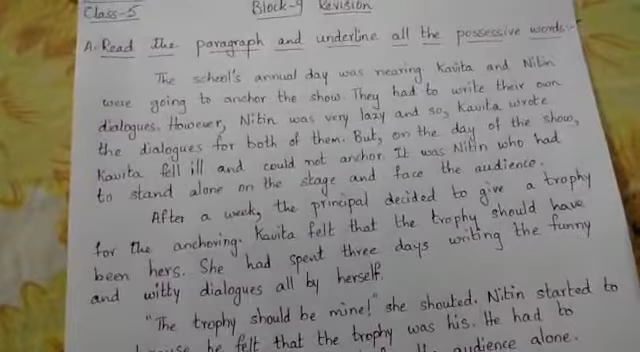 Class-5
Block-9 Revision
A. Read the paragraph and underline all the possessive words:-
The school's annual day was nearing. Kavita and Nitin
were going to anchor the show. They had to write their own
dialogues. However, Nitin was very lazy and so, Kavita wrote
the dialogues for both of them. But, on the day of the show,
Kavita fell ill and could not anchor. It was Nitin who had
to stand alone on the stage and face the audience.
After a week, the principal decided to give a trophy
for the anchoring. Kavita felt that the trophy should have
been hers. She had spent three days writing the funny
and witty dialogues all by herself.
"The trophy should be mine!" she shouted. Nitin started to
he felt that the trophy was his. He had to
audience alone.